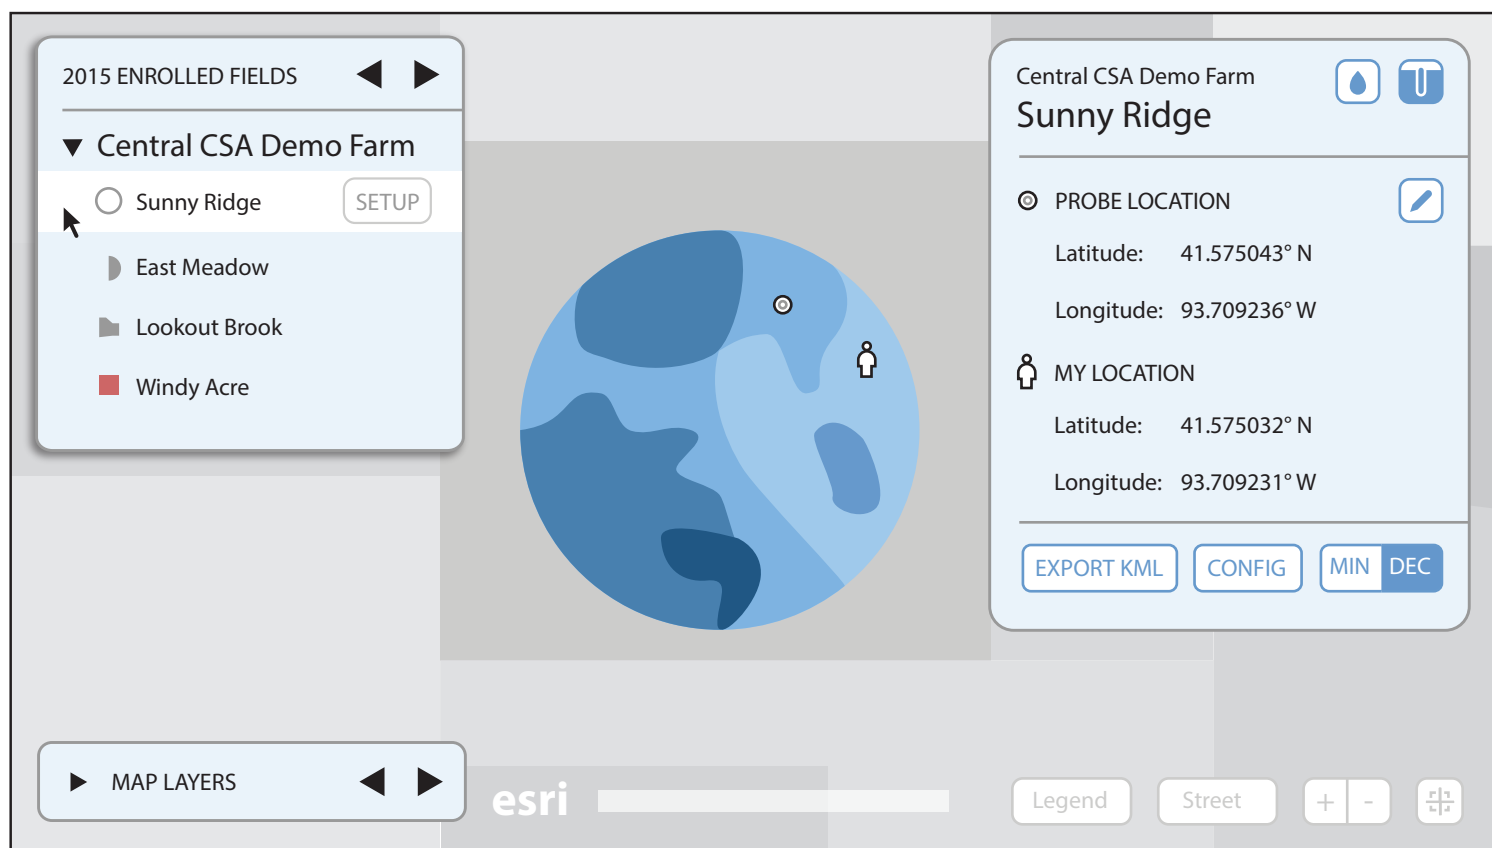 2015 ENROLLED FIELDS
Central CSA Demo Farm
Sunny Ridge
SETUP
East Meadow
Lookout Brook
Windy Acre
MAP LAYERS
esri
Central CSA Demo Farm
Sunny Ridge
PROBE LOCATION
Latitude: 41.575043° N
Longitude: 93.709236° W
MY LOCATION
Latitude: 41.575032° N
Longitude: 93.709231° W
EXPORT KML
CONFIG
MIN DEC
Legend
Street
+ -